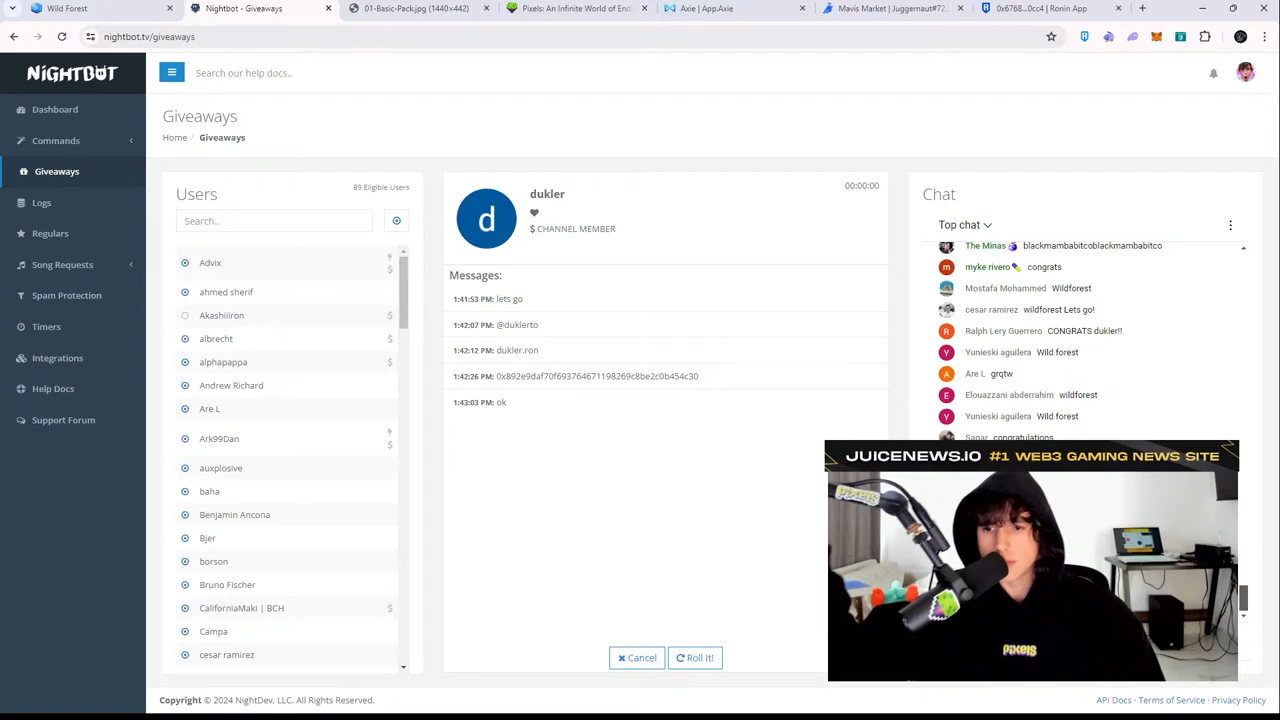 Wild Forest
Nightbot - Giveaways
01-Basic-Pack.jpg (1440×442)
Pixels: An Infinite World of End
Axie | App.Axie
Mavis Market | Juggernaut#72
0x6768...0cc4 | Ronin App
nightbot.tv/giveaways
NIGHTBOT
Search our help docs..
Dashboard
Commands
Giveaways
Logs
Regulars
Song Requests
Spam Protection
Timers
Integrations
Help Docs
Support Forum
Giveaways
Home / Giveaways
Users
89 Eligible Users
Search..
Advix
$
ahmed sherif
Akashiiiron $
albrecht $
alphapappa $
Andrew Richard
Are L
Ark99Dan
$
auxplosive
baha
Benjamin Ancona
Bjer
borson
Bruno Fischer
CaliforniaMaki | BCH $
Campa
cesar ramirez
d
dukler
00:00:00
$ CHANNEL MEMBER
Messages:
1:41:53 PM: lets go
1:42:07 PM: @duklerto
1:42:12 PM: dukler.ron
1:42:26 PM: 0x892e9daf70f693764671198269c8be2c0b454c30
1:43:03 PM: ok
Cancel
Roll It!
Chat
Top chat
The Minas blackmambabitcoblackmambabitco
m myke rivero congrats
Mostafa Mohammed Wildforest
cesar ramirez wildforest Lets go!
R Ralph Lery Guerrero CONGRATS dukler!!
Y Yunieski aguilera Wild forest
A Are L grqtw
E Elouazzani abderrahim wildforest
Y Yunieski aguilera Wild forest
Sagar congratulations
JUICENEWS.IO #1 WEB3 GAMING NEWS SITE
PIXELS
pixels
Copyright © 2024 NightDev, LLC. All Rights Reserved.
API Docs · Terms of Service · Privacy Policy